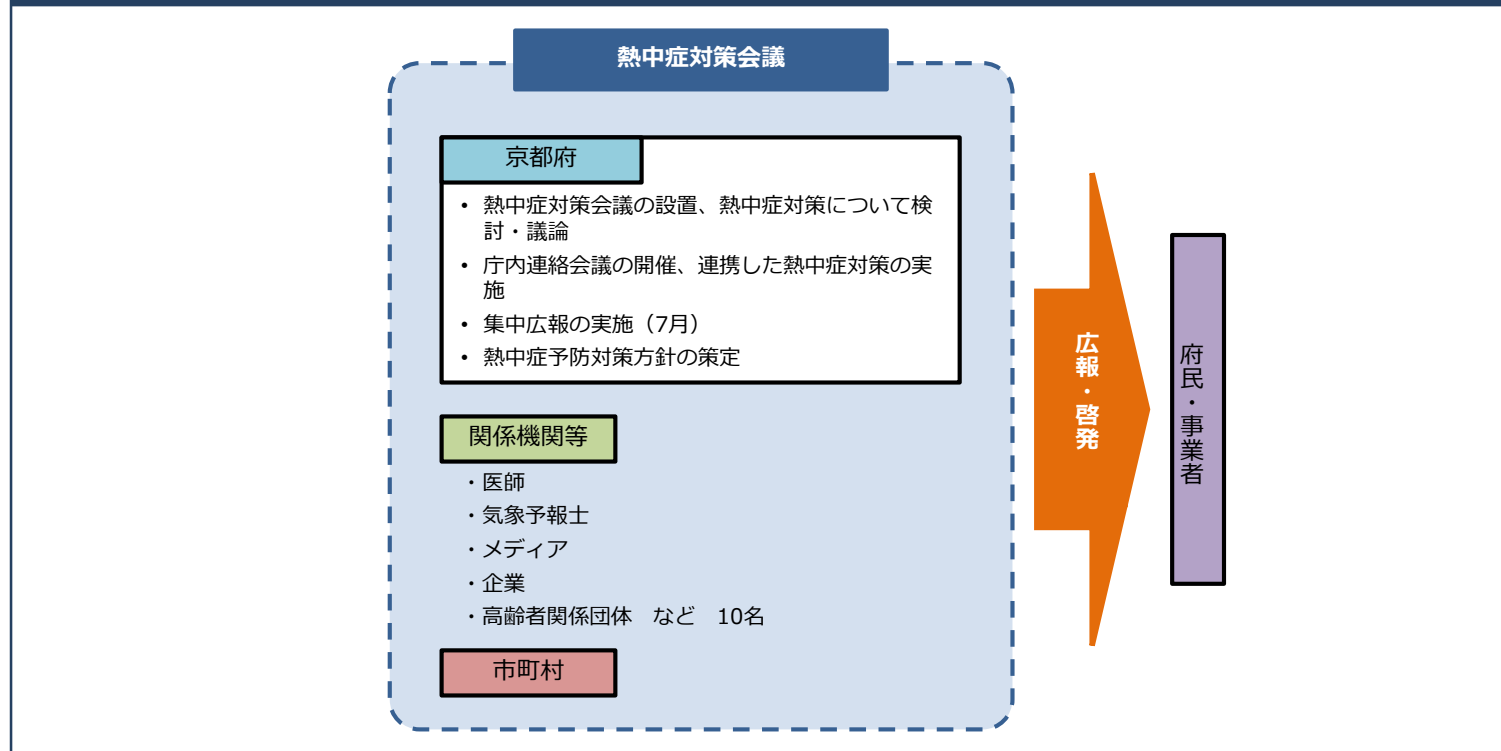 熱中症対策会議
京都府
• 熱中症対策会議の設置、熱中症対策について検
討・議論
• 庁内連絡会議の開催、連携した熱中症対策の実
施
• 集中広報の実施（7月）
• 熱中症予防対策方針の策定
関係機関等
・医師
・気象予報士
・メディア
・企業
・高齢者関係団体　など　10名
市町村
広報・啓発
府民・事業者